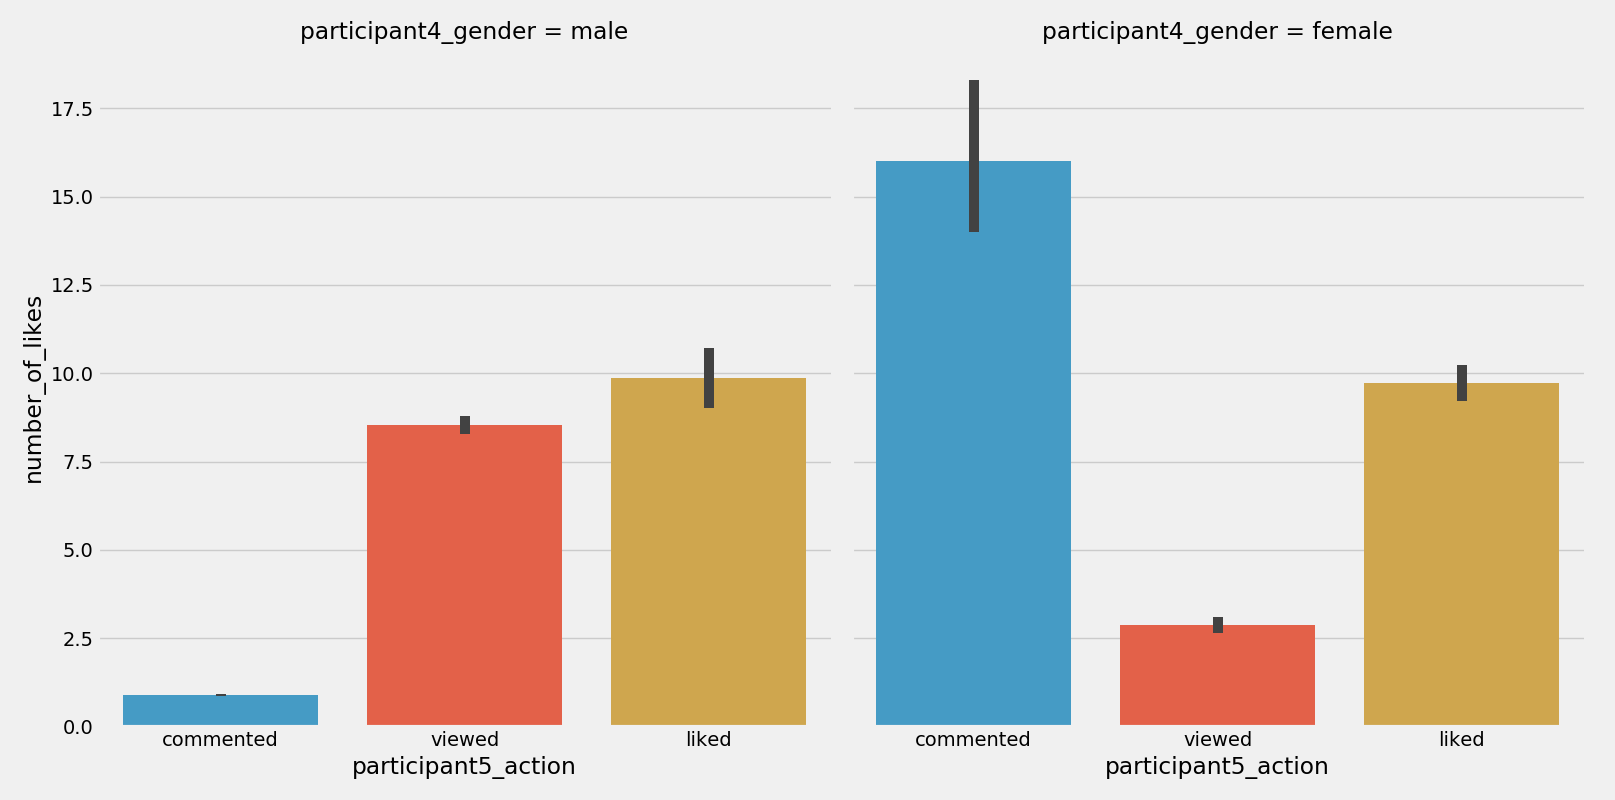 participant4_gender = male
participant4_gender = female
number_of_likes
17.5
15.0
12.5
10.0
7.5
5.0
2.5
0.0
commented viewed liked
commented viewed liked
participant5_action
participant5_action